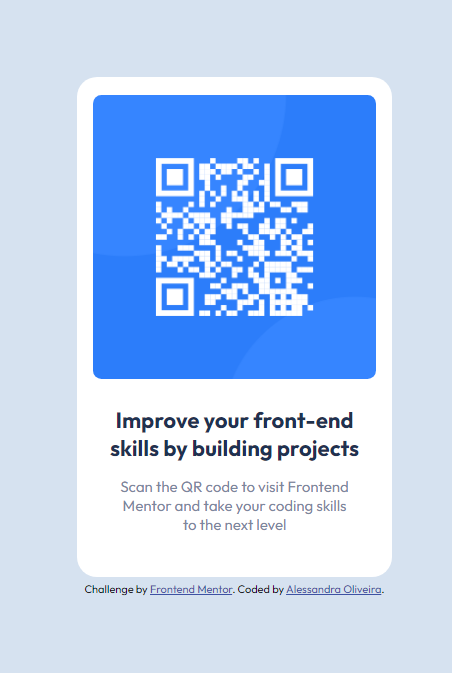 Improve your front-end
skills by building projects
Scan the QR code to visit Frontend
Mentor and take your coding skills
to the next level
Challenge by Frontend Mentor. Coded by Alessandra Oliveira.